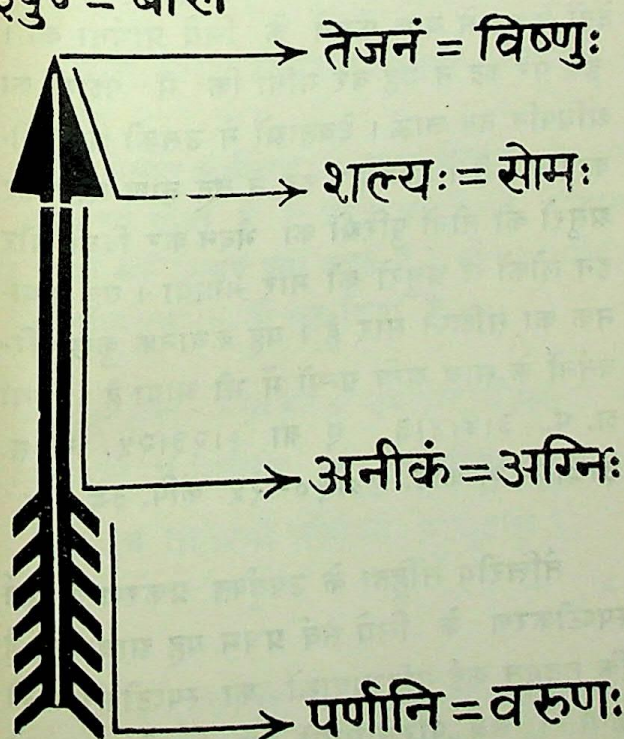 तेजनं = विष्णुः
शल्यः = सोमः
अनीकं = अग्निः
पर्णानि = वरुणः